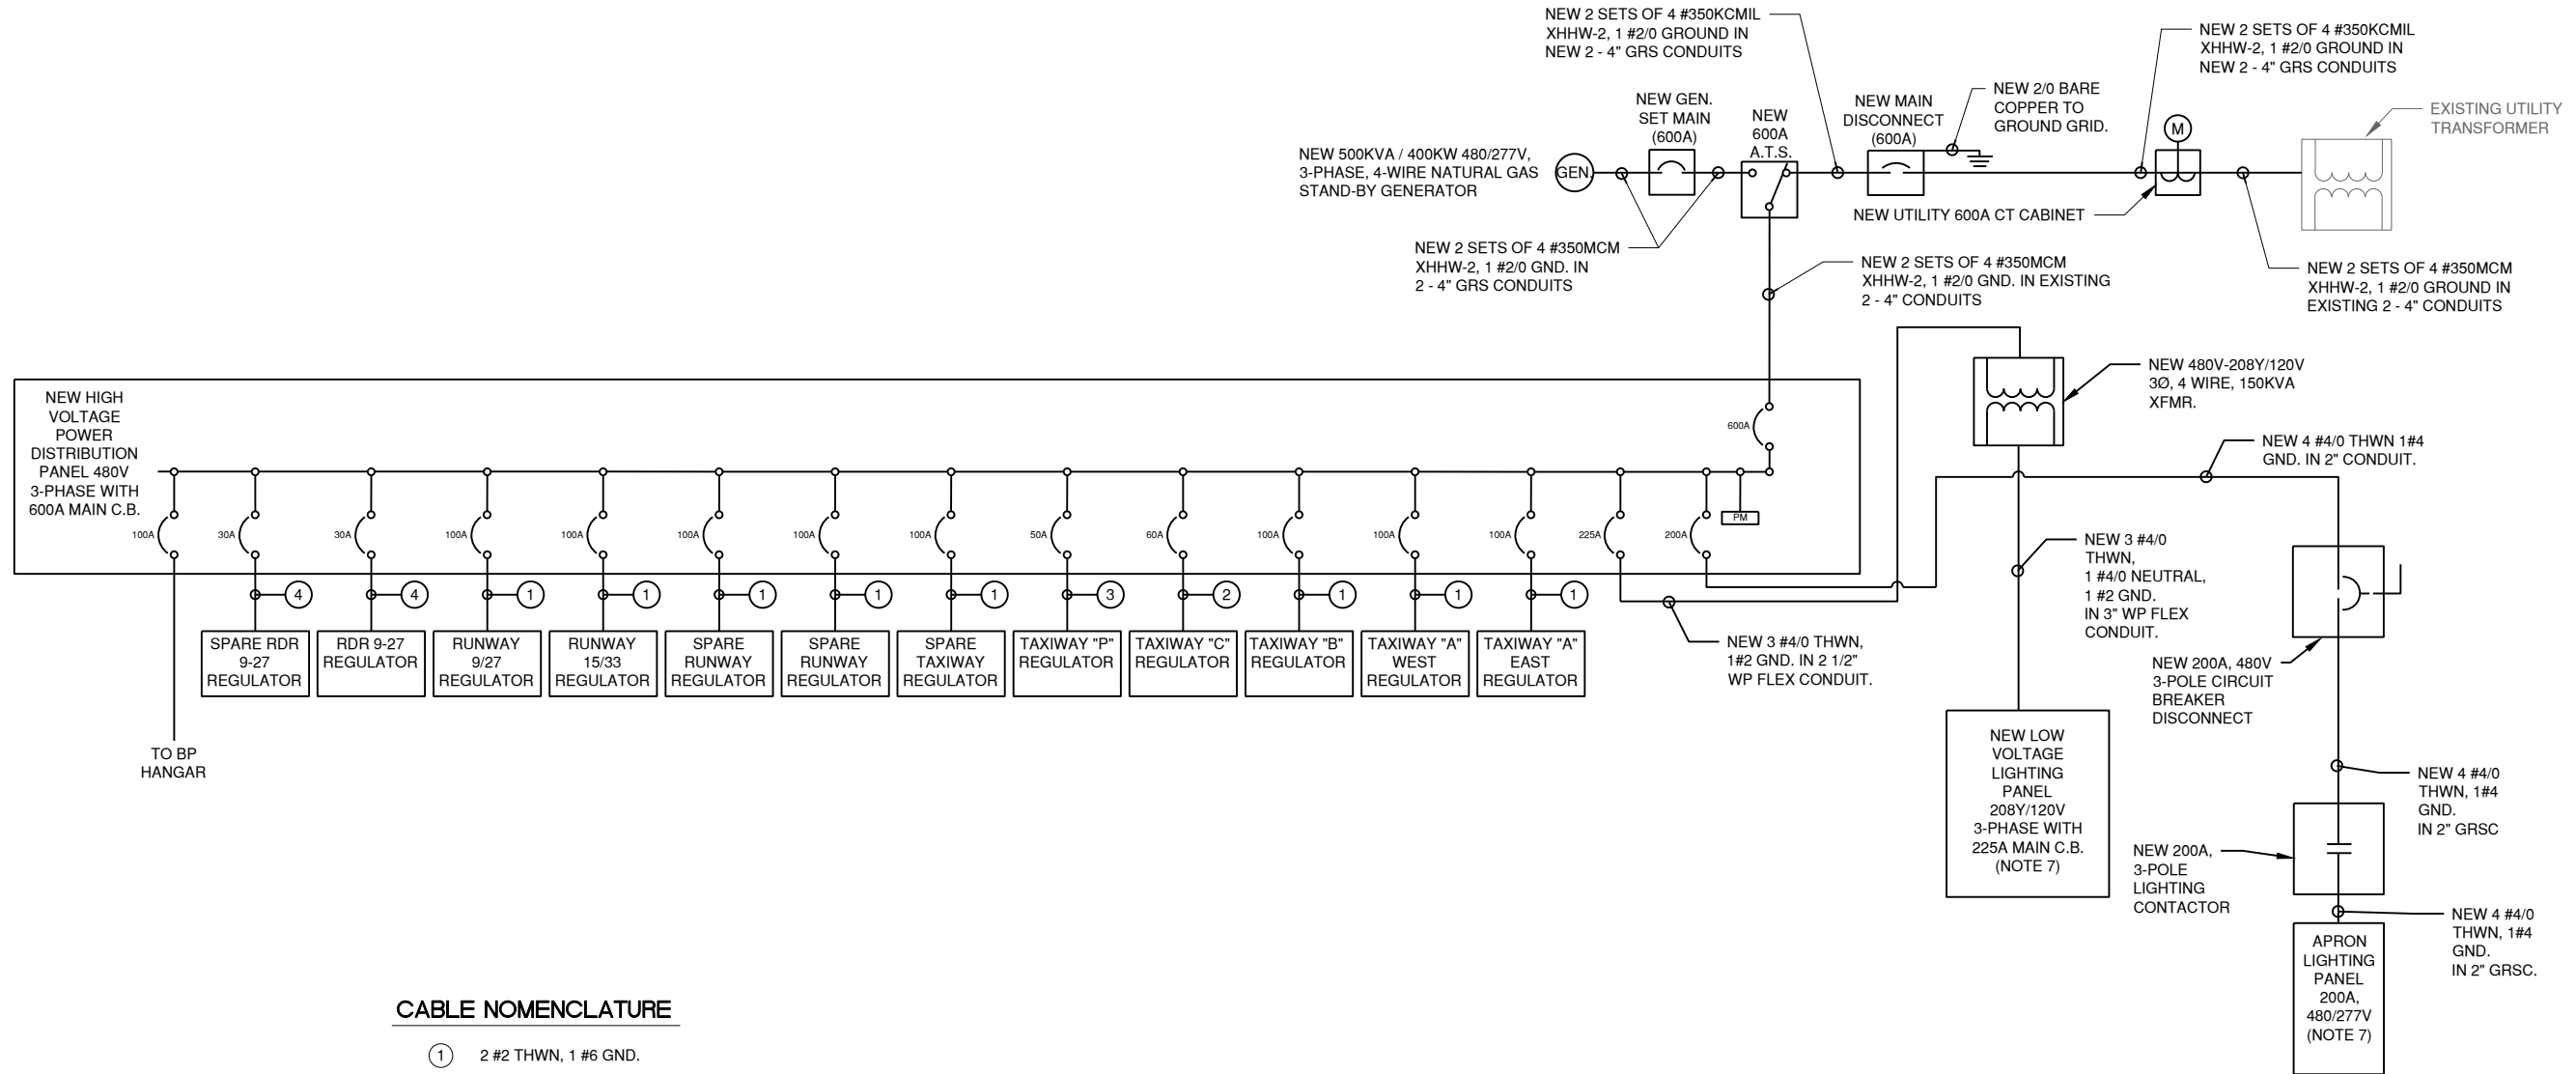 NEW 2 SETS OF 4 #350KCMIL
XHHW-2, 1 #2/0 GROUND IN
NEW 2 - 4" GRS CONDUITS
NEW 2 SETS OF 4 #350KCMIL
XHHW-2, 1 #2/0 GROUND IN
NEW 2 - 4" GRS CONDUITS
NEW GEN.
SET MAIN
(600A)
NEW
600A
A.T.S.
NEW MAIN
DISCONNECT
(600A)
NEW 2/0 BARE
COPPER TO
GROUND GRID.
M
EXISTING UTILITY
TRANSFORMER
NEW 500KVA / 400KW 480/277V,
3-PHASE, 4-WIRE NATURAL GAS
STAND-BY GENERATOR
GEN.
NEW UTILITY 600A CT CABINET
NEW 2 SETS OF 4 #350MCM
XHHW-2, 1 #2/0 GND. IN
2 - 4" GRS CONDUITS
NEW 2 SETS OF 4 #350MCM
XHHW-2, 1 #2/0 GND. IN EXISTING
2 - 4" CONDUITS
NEW 2 SETS OF 4 #350MCM
XHHW-2, 1 #2/0 GROUND IN
EXISTING 2 - 4" CONDUITS
NEW HIGH
VOLTAGE
POWER
DISTRIBUTION
PANEL 480V
3-PHASE WITH
600A MAIN C.B.
600A
NEW 480V-208Y/120V
3Ø, 4 WIRE, 150KVA
XFMR.
NEW 4 #4/0 THWN 1#4
GND. IN 2" CONDUIT.
100A
30A
30A
100A
100A
100A
100A
100A
50A
60A
100A
100A
100A
225A
200A
PM
4
4
1
1
1
1
1
3
2
1
1
1
SPARE RDR
9-27
REGULATOR
RDR 9-27
REGULATOR
RUNWAY
9/27
REGULATOR
RUNWAY
15/33
REGULATOR
SPARE
RUNWAY
REGULATOR
SPARE
RUNWAY
REGULATOR
SPARE
TAXIWAY
REGULATOR
TAXIWAY "P"
REGULATOR
TAXIWAY "C"
REGULATOR
TAXIWAY "B"
REGULATOR
TAXIWAY "A"
WEST
REGULATOR
TAXIWAY "A"
EAST
REGULATOR
NEW 3 #4/0 THWN,
1#2 GND. IN 2 1/2"
WP FLEX CONDUIT.
NEW 3 #4/0
THWN,
1 #4/0 NEUTRAL,
1 #2 GND.
IN 3" WP FLEX
CONDUIT.
NEW 200A, 480V
3-POLE CIRCUIT
BREAKER
DISCONNECT
TO BP
HANGAR
NEW LOW
VOLTAGE
LIGHTING
PANEL
208Y/120V
3-PHASE WITH
225A MAIN C.B.
(NOTE 7)
NEW 4 #4/0
THWN, 1#4
GND.
IN 2" GRSC
NEW 200A,
3-POLE
LIGHTING
CONTACTOR
NEW 4 #4/0
THWN, 1#4
GND.
IN 2" GRSC.
APRON
LIGHTING
PANEL
200A,
480/277V
(NOTE 7)
CABLE NOMENCLATURE
1 2 #2 THWN, 1 #6 GND.